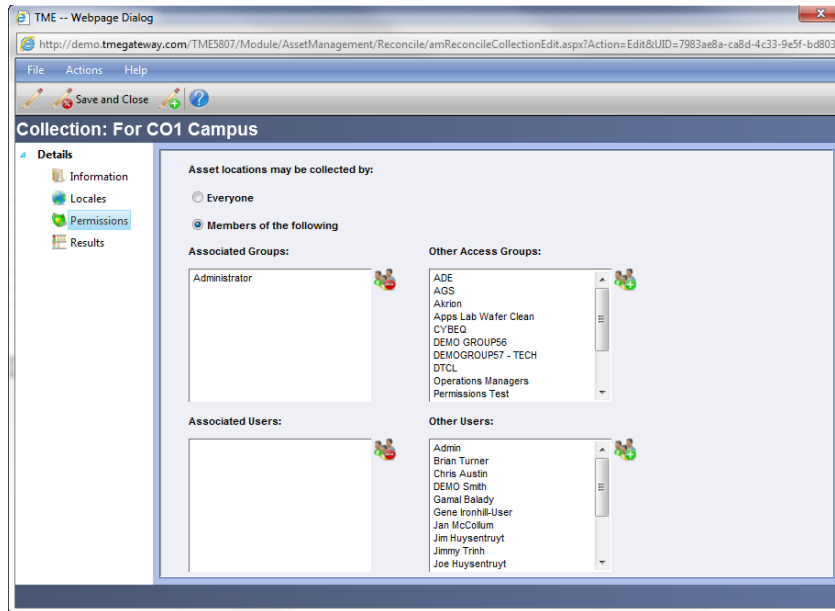 TME -- Webpage Dialog
http://demo.tmegateway.com/TME5807/Module/AssetManagement/Reconcile/amReconcileCollectionEdit.aspx?Action=Edit&UID=7983ae8a-ca8d-4c33-9e5f-bd803
File Actions Help
Save and Close
Collection: For CO1 Campus
Details
Information
Locales
Permissions
Results
Asset locations may be collected by:
Everyone
Members of the following
Associated Groups: Other Access Groups:
Administrator
ADE
AGS
Akrion
Apps Lab Wafer Clean
CYBEQ
DEMO GROUP56
DEMOGROUP57 - TECH
DTCL
Operations Managers
Permissions Test
Associated Users: Other Users:
Admin
Brian Turner
Chris Austin
DEMO Smith
Gamal Balady
Gene Ironhill-User
Jan McCollum
Jim Huysentruyt
Jimmy Trinh
Joe Huysentruyt